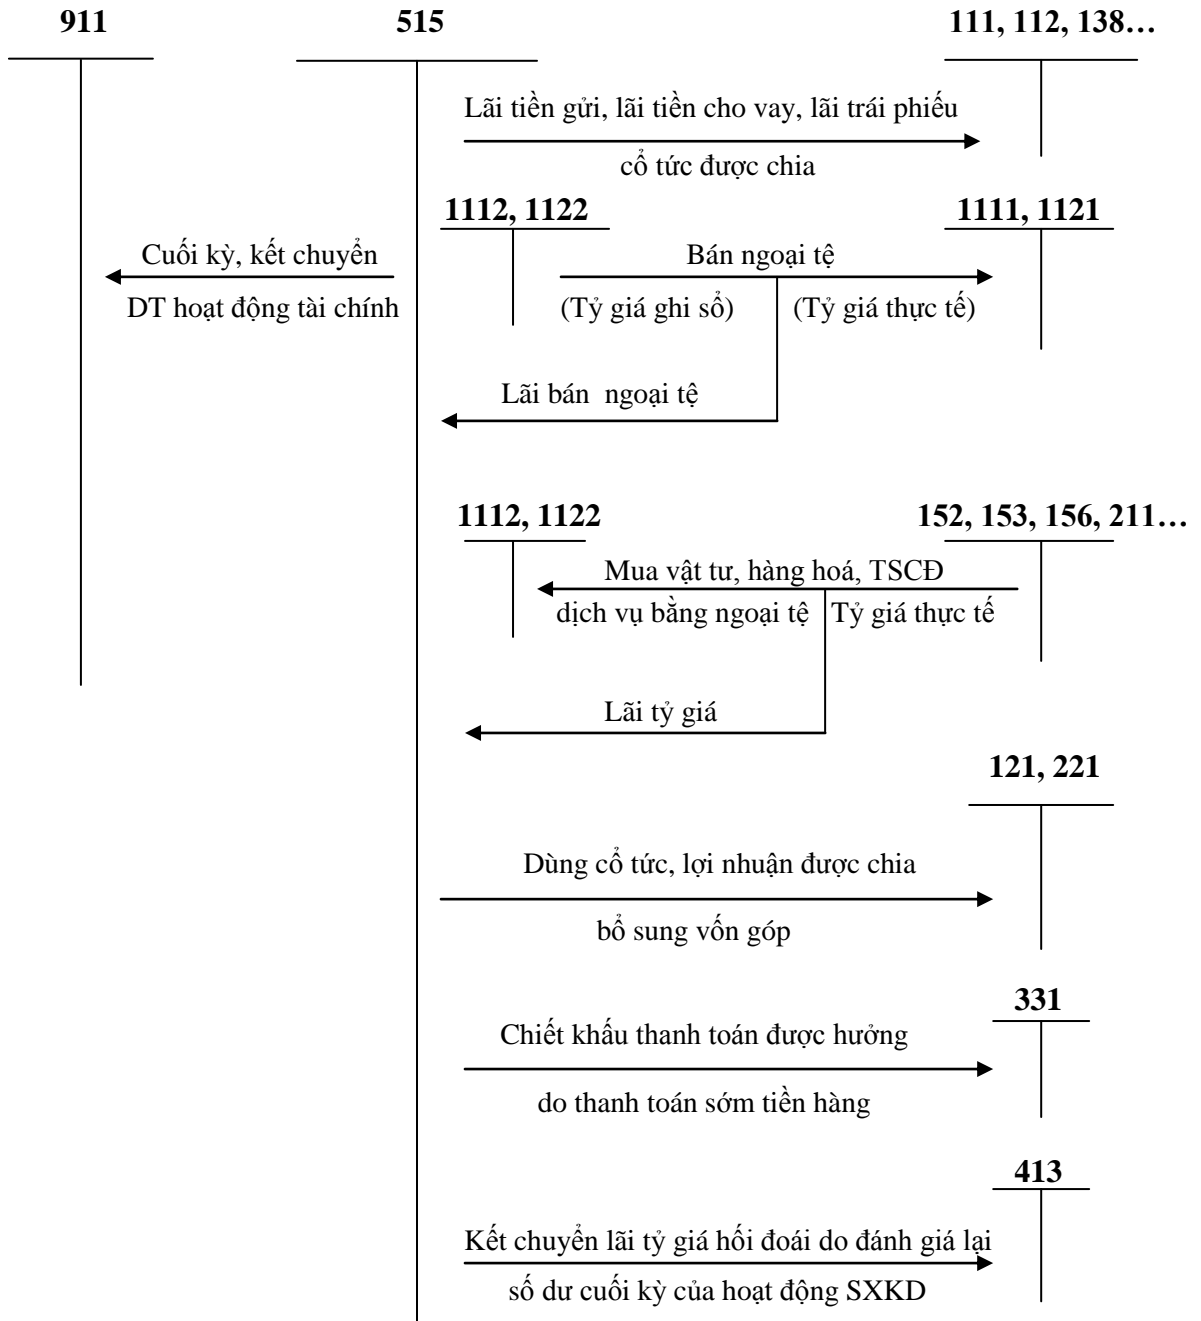 911 515 111, 112, 138…
Lãi tiền gửi, lãi tiền cho vay, lãi trái phiếu
cổ tức được chia
1112, 1122 1111, 1121
Cuối kỳ, kết chuyển Bán ngoại tệ
DT hoạt động tài chính (Tỷ giá ghi sổ) (Tỷ giá thực tế)
Lãi bán ngoại tệ
1112, 1122 152, 153, 156, 211…
Mua vật tư, hàng hoá, TSCĐ
dịch vụ bằng ngoại tệ Tỷ giá thực tế
Lãi tỷ giá
121, 221
Dùng cổ tức, lợi nhuận được chia
bổ sung vốn góp
331
Chiết khấu thanh toán được hưởng
do thanh toán sớm tiền hàng
413
Kết chuyển lãi tỷ giá hối đoái do đánh giá lại
số dư cuối kỳ của hoạt động SXKD